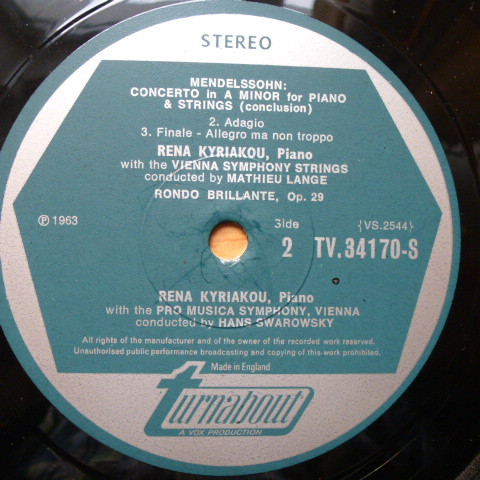 STEREO
MENDELSSOHN:
CONCERTO in A MINOR for PIANO
& STRINGS (conclusion)
2. Adagio
3. Finale - Allegro ma non troppo
RENA KYRIAKOU, Piano
with the VIENNA SYMPHONY STRINGS
conducted by MATHIEU LANGE
RONDO BRILLANTE, Op. 29
℗ 1963
Side
2
{VS.2544}
TV.34170-S
RENA KYRIAKOU, Piano
with the PRO MUSICA SYMPHONY, VIENNA
conducted by HANS SWAROWSKY
All rights of the manufacturer and of the owner of the recorded work reserved.
Unauthorised public performance broadcasting and copying of this work prohibited.
Made in England
turnabout
A VOX PRODUCTION